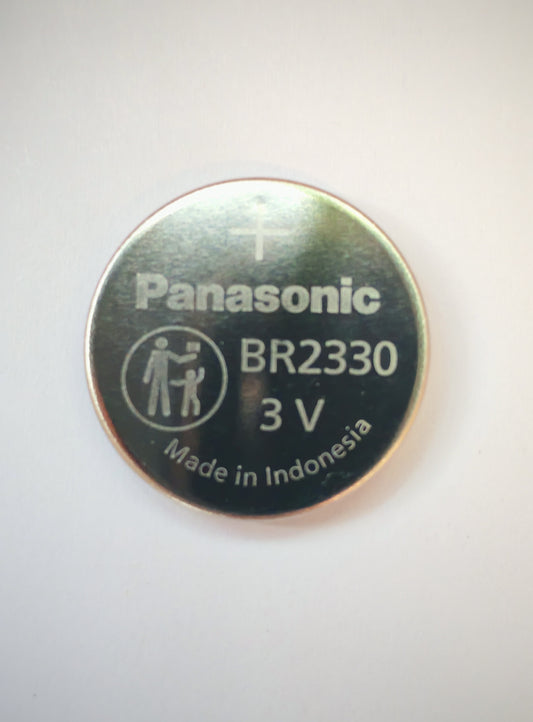 +
Panasonic
BR2330
3 V
Made in Indonesia